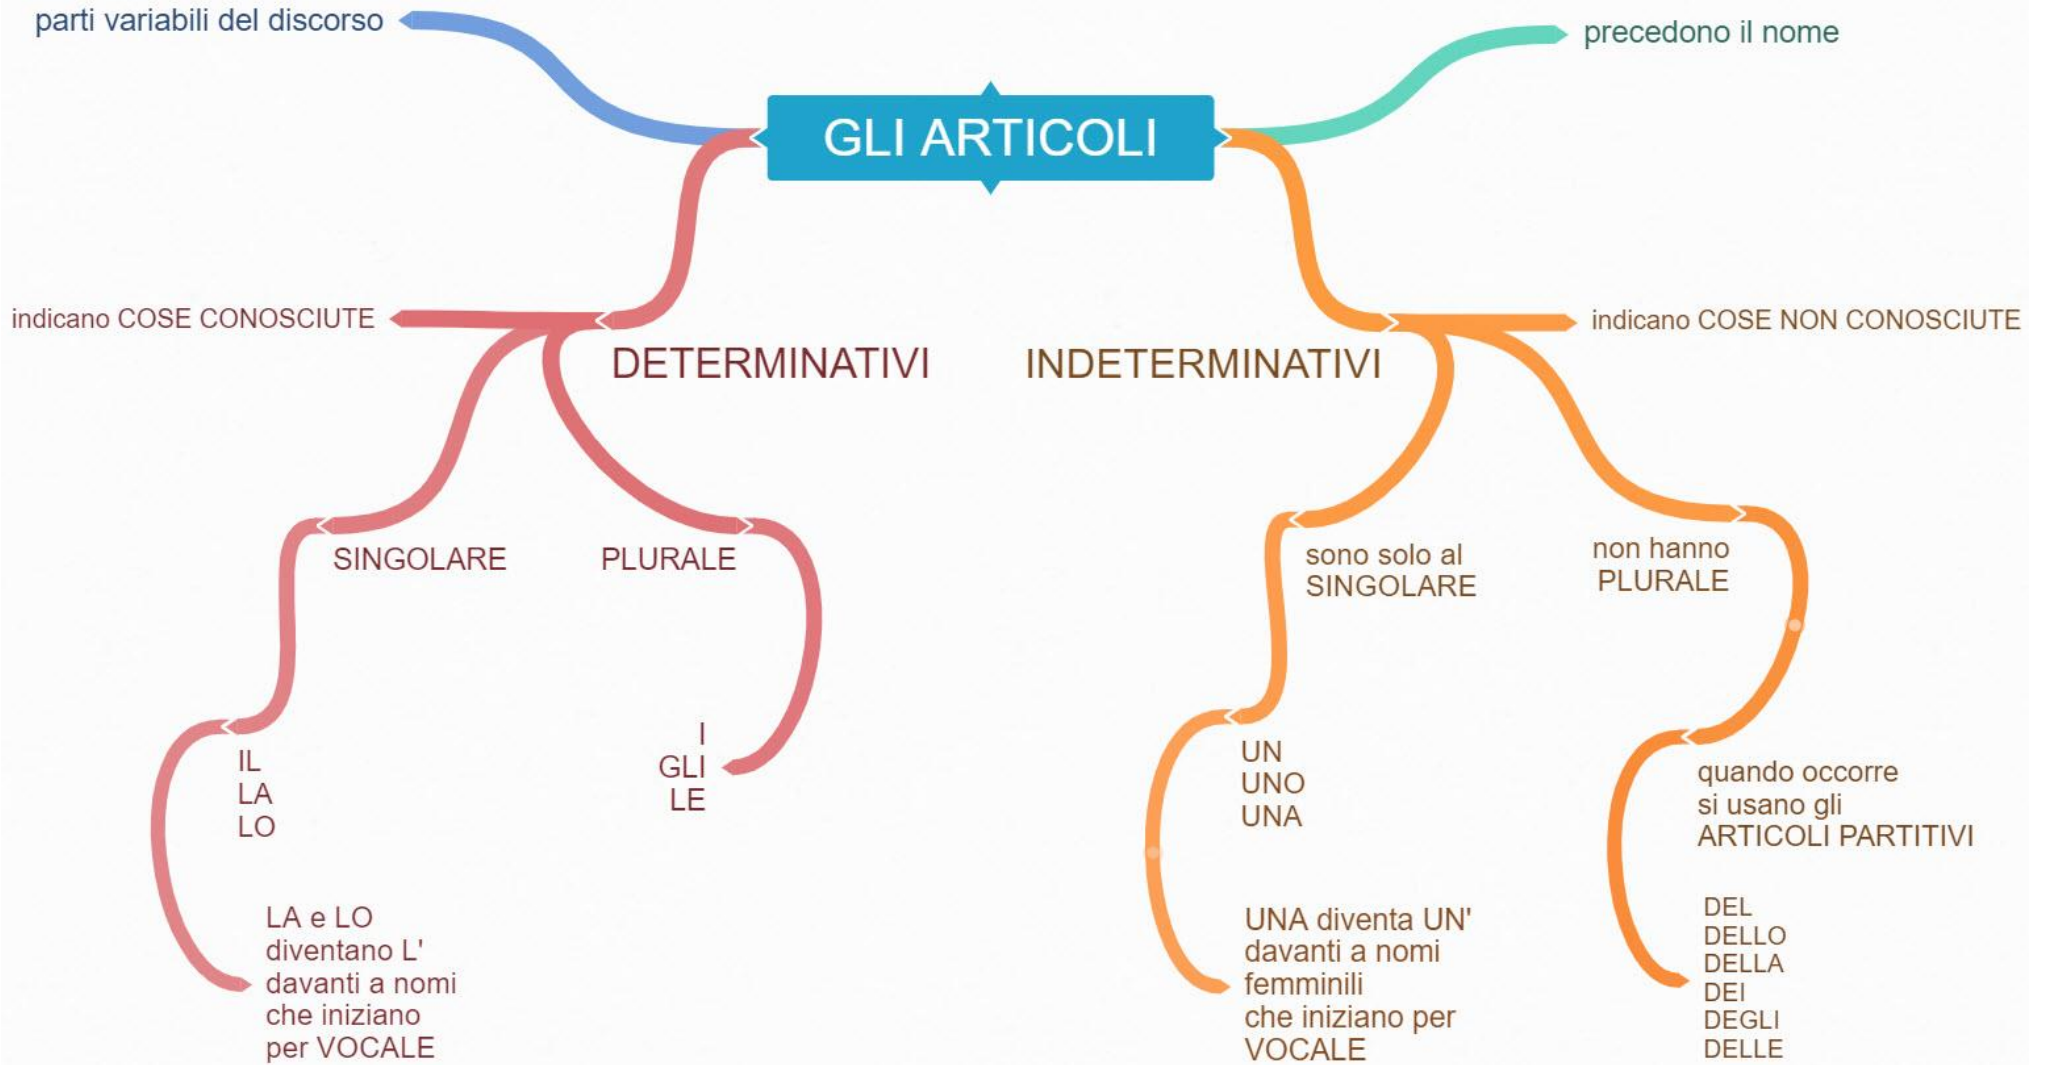 parti variabili del discorso
precedono il nome
GLI ARTICOLI
indicano COSE CONOSCIUTE
DETERMINATIVI
INDETERMINATIVI
indicano COSE NON CONOSCIUTE
SINGOLARE
PLURALE
sono solo al
SINGOLARE
non hanno
PLURALE
IL
LA
LO
I
GLI
LE
UN
UNO
UNA
quando occorre
si usano gli
ARTICOLI PARTITIVI
LA e LO
diventano L'
davanti a nomi
che iniziano
per VOCALE
UNA diventa UN'
davanti a nomi
femminili
che iniziano per
VOCALE
DEL
DELLO
DELLA
DEI
DEGLI
DELLE